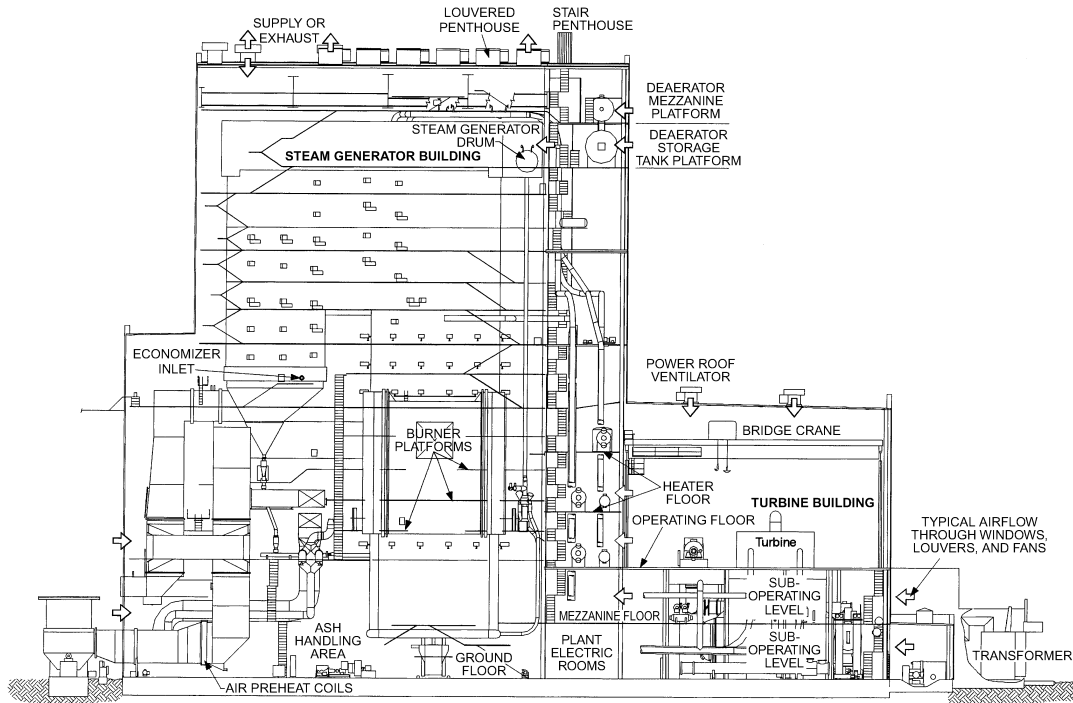 SUPPLY OR
EXHAUST
LOUVERED
PENTHOUSE
STAIR
PENTHOUSE
DEAERATOR
MEZZANINE
PLATFORM
DEAERATOR
STORAGE
TANK PLATFORM
STEAM GENERATOR
DRUM
STEAM GENERATOR BUILDING
ECONOMIZER
INLET
POWER ROOF
VENTILATOR
BRIDGE CRANE
BURNER
PLATFORMS
HEATER
FLOOR
TURBINE BUILDING
OPERATING FLOOR
Turbine
TYPICAL AIRFLOW
THROUGH WINDOWS,
LOUVERS, AND FANS
SUB-
OPERATING
LEVEL
MEZZANINE FLOOR
SUB-
OPERATING
LEVEL
ASH
HANDLING
AREA
GROUND
FLOOR
PLANT
ELECTRIC
ROOMS
TRANSFORMER
AIR PREHEAT COILS